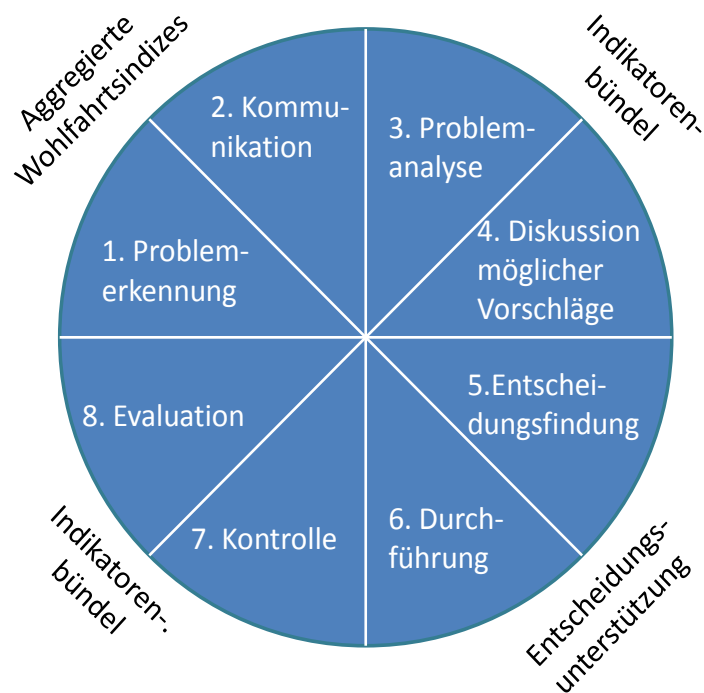 Aggregierte
Wohlfahrtsindizes
Indikatoren-
bündel
2. Kommu-
nikation
3. Problem-
analyse
1. Problem-
erkennung
4. Diskussion
möglicher
Vorschläge
8. Evaluation
5.Entschei-
dungsfindung
7. Kontrolle
6. Durch-
führung
Indikatoren-.
bündel
Entscheidungs-
unterstützung